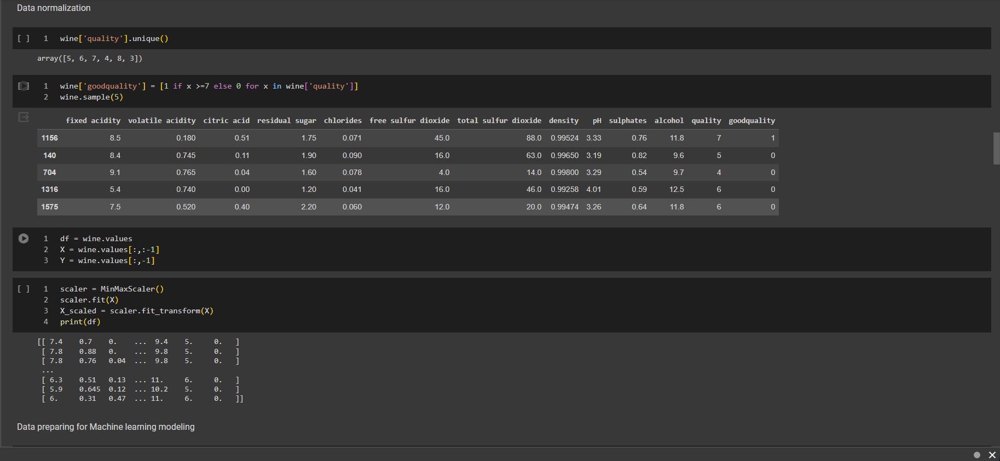 Data normalization
[ ] 1 wine['quality'].unique()
array([5, 6, 7, 4, 8, 3])
[ ] 1 wine['goodquality'] = [1 if x >=7 else 0 for x in wine['quality']]
2 wine.sample(5)
fixed acidity volatile acidity citric acid residual sugar chlorides free sulfur dioxide total sulfur dioxide density pH sulphates alcohol quality goodquality
1156 8.5 0.180 0.51 1.75 0.071 45.0 88.0 0.99524 3.33 0.76 11.8 7 1
140 8.4 0.745 0.11 1.90 0.090 16.0 63.0 0.99650 3.19 0.82 9.6 5 0
704 9.1 0.765 0.04 1.60 0.078 4.0 14.0 0.99800 3.29 0.54 9.7 4 0
1316 5.4 0.740 0.00 1.20 0.041 16.0 46.0 0.99258 4.01 0.59 12.5 6 0
1575 7.5 0.520 0.40 2.20 0.060 12.0 20.0 0.99474 3.26 0.64 11.8 6 0
1 df = wine.values
2 X = wine.values[:,:-1]
3 Y = wine.values[:,-1]
[ ] 1 scaler = MinMaxScaler()
2 scaler.fit(X)
3 X_scaled = scaler.fit_transform(X)
4 print(df)
[[ 7.4 0.7 0. ... 9.4 5. 0. ]
[ 7.8 0.88 0. ... 9.8 5. 0. ]
[ 7.8 0.76 0.04 ... 9.8 5. 0. ]
...
[ 6.3 0.51 0.13 ... 11. 6. 0. ]
[ 5.9 0.645 0.12 ... 10.2 5. 0. ]
[ 6. 0.31 0.47 ... 11. 6. 0. ]]
Data preparing for Machine learning modeling